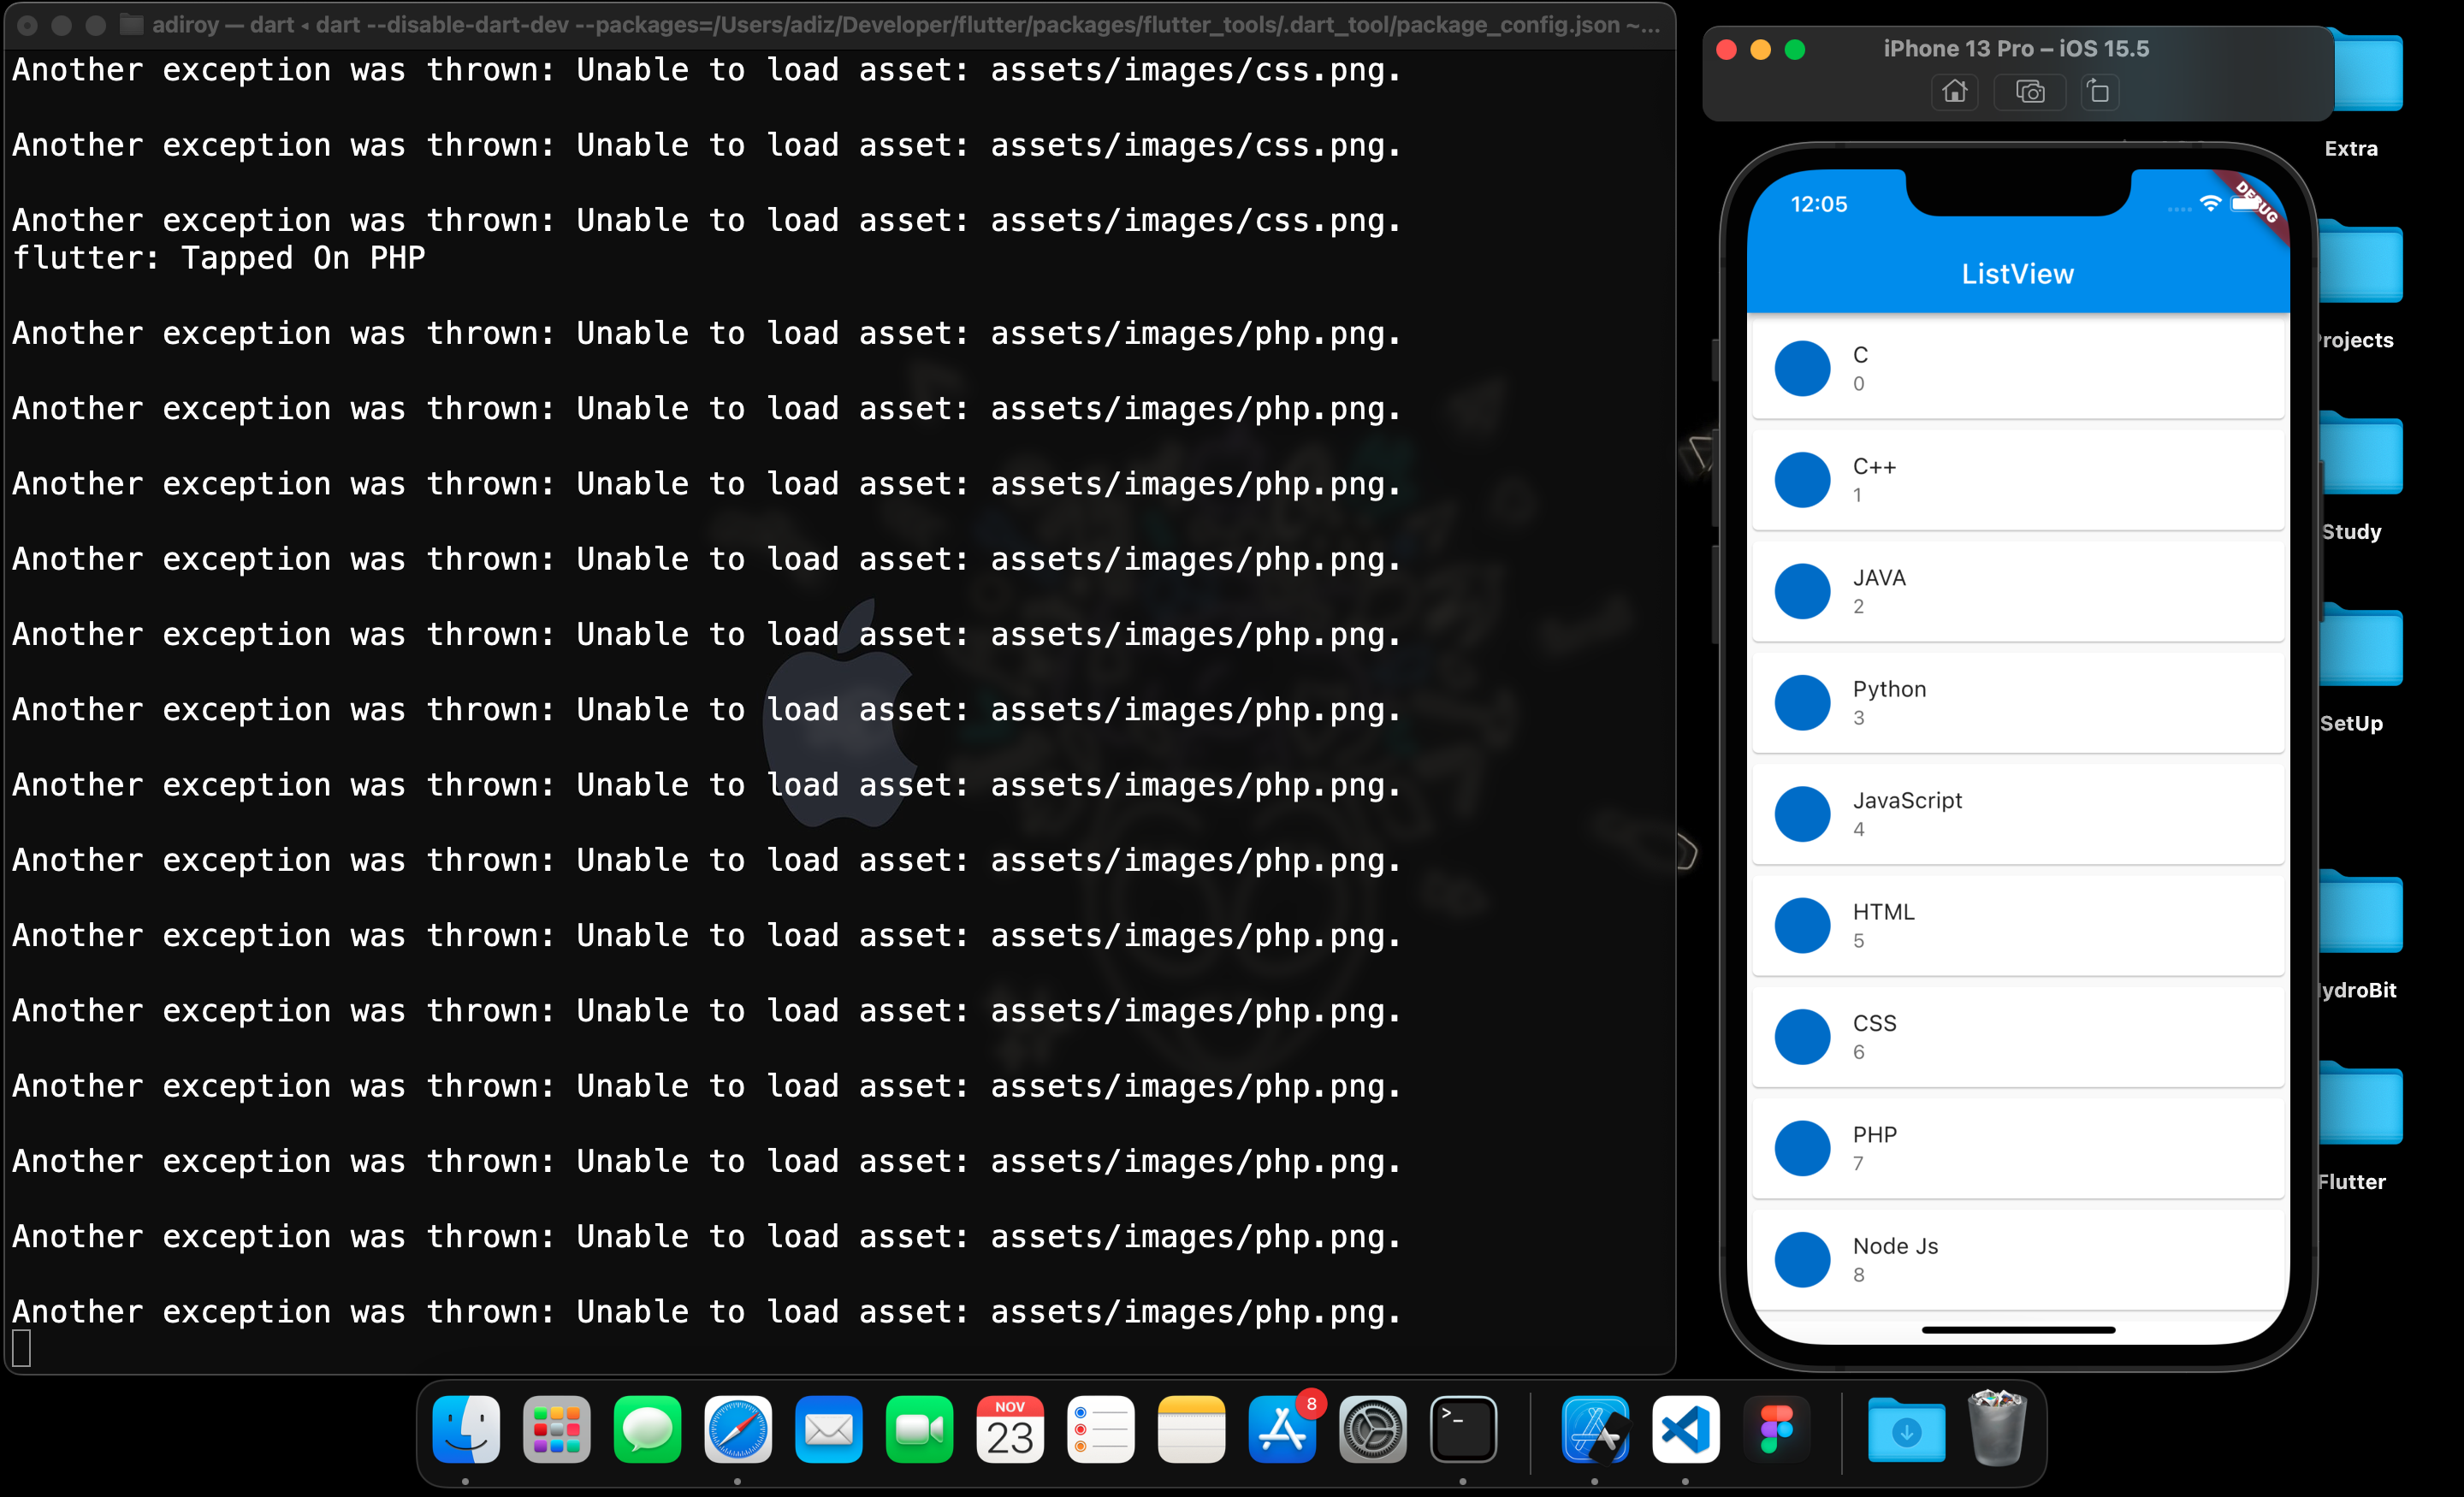 adiroy — dart ◂ dart --disable-dart-dev --packages=/Users/adiz/Developer/flutter/packages/flutter_tools/.dart_tool/package_config.json ~...
Another exception was thrown: Unable to load asset: assets/images/css.png.
Another exception was thrown: Unable to load asset: assets/images/css.png.
Another exception was thrown: Unable to load asset: assets/images/css.png.
flutter: Tapped On PHP
Another exception was thrown: Unable to load asset: assets/images/php.png.
Another exception was thrown: Unable to load asset: assets/images/php.png.
Another exception was thrown: Unable to load asset: assets/images/php.png.
Another exception was thrown: Unable to load asset: assets/images/php.png.
Another exception was thrown: Unable to load asset: assets/images/php.png.
Another exception was thrown: Unable to load asset: assets/images/php.png.
Another exception was thrown: Unable to load asset: assets/images/php.png.
Another exception was thrown: Unable to load asset: assets/images/php.png.
Another exception was thrown: Unable to load asset: assets/images/php.png.
Another exception was thrown: Unable to load asset: assets/images/php.png.
Another exception was thrown: Unable to load asset: assets/images/php.png.
Another exception was thrown: Unable to load asset: assets/images/php.png.
Another exception was thrown: Unable to load asset: assets/images/php.png.
Another exception was thrown: Unable to load asset: assets/images/php.png.
iPhone 13 Pro – iOS 15.5
12:05
DEBUG
ListView
C
0
C++
1
JAVA
2
Python
3
JavaScript
4
HTML
5
CSS
6
PHP
7
Node Js
8
Extra
rojects
Study
SetUp
ydroBit
Flutter
NOV
23
8
>_